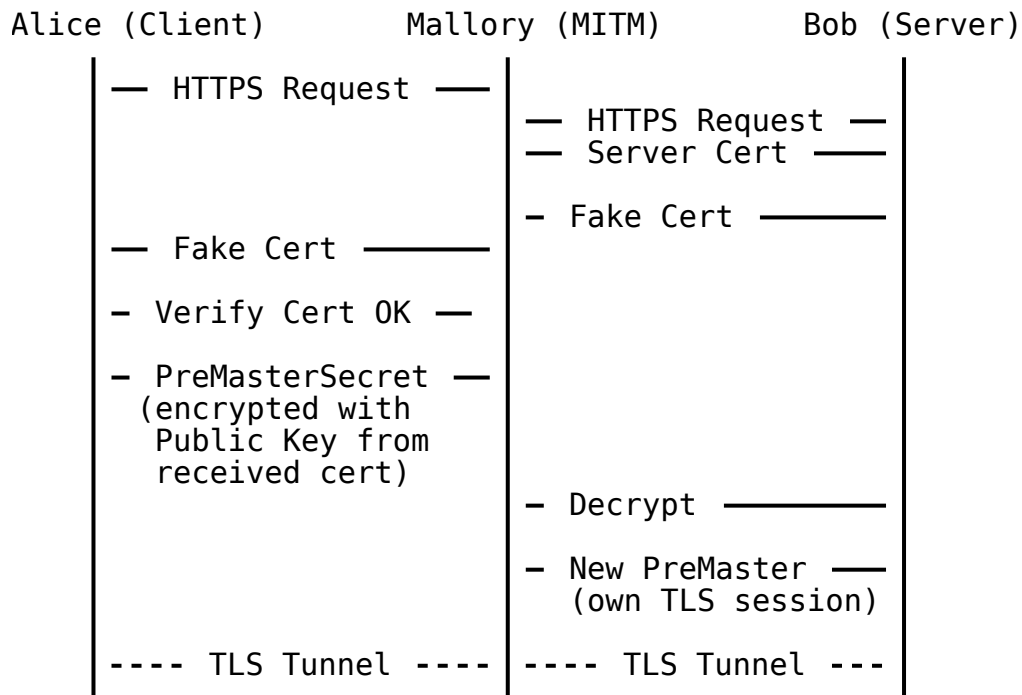 Alice (Client) Mallory (MITM) Bob (Server)
HTTPS Request
HTTPS Request
Server Cert
Fake Cert
Fake Cert
Verify Cert OK
PreMasterSecret
(encrypted with
Public Key from
received cert)
Decrypt
New PreMaster
(own TLS session)
TLS Tunnel TLS Tunnel